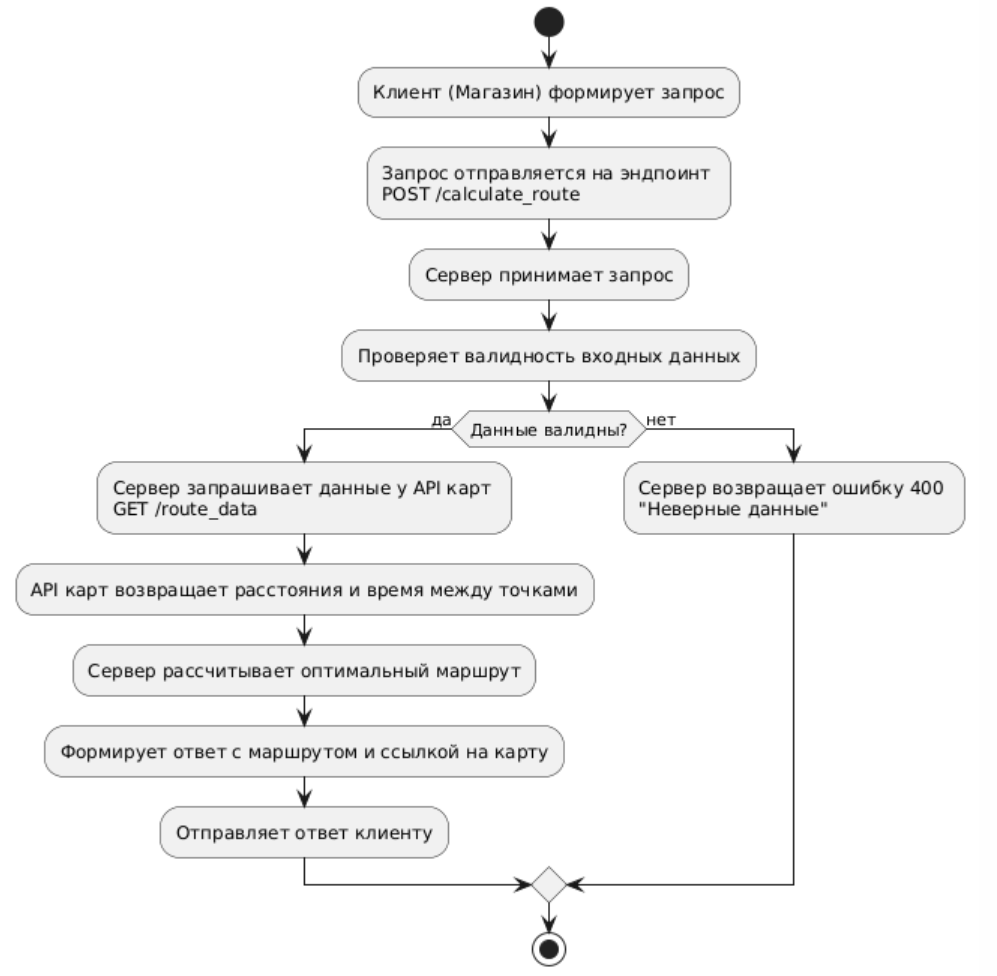 Клиент (Магазин) формирует запрос
Запрос отправляется на эндпоинт
POST /calculate_route
Сервер принимает запрос
Проверяет валидность входных данных
да
Данные валидны?
нет
Сервер запрашивает данные у API карт
GET /route_data
Сервер возвращает ошибку 400
"Неверные данные"
API карт возвращает расстояния и время между точками
Сервер рассчитывает оптимальный маршрут
Формирует ответ с маршрутом и ссылкой на карту
Отправляет ответ клиенту